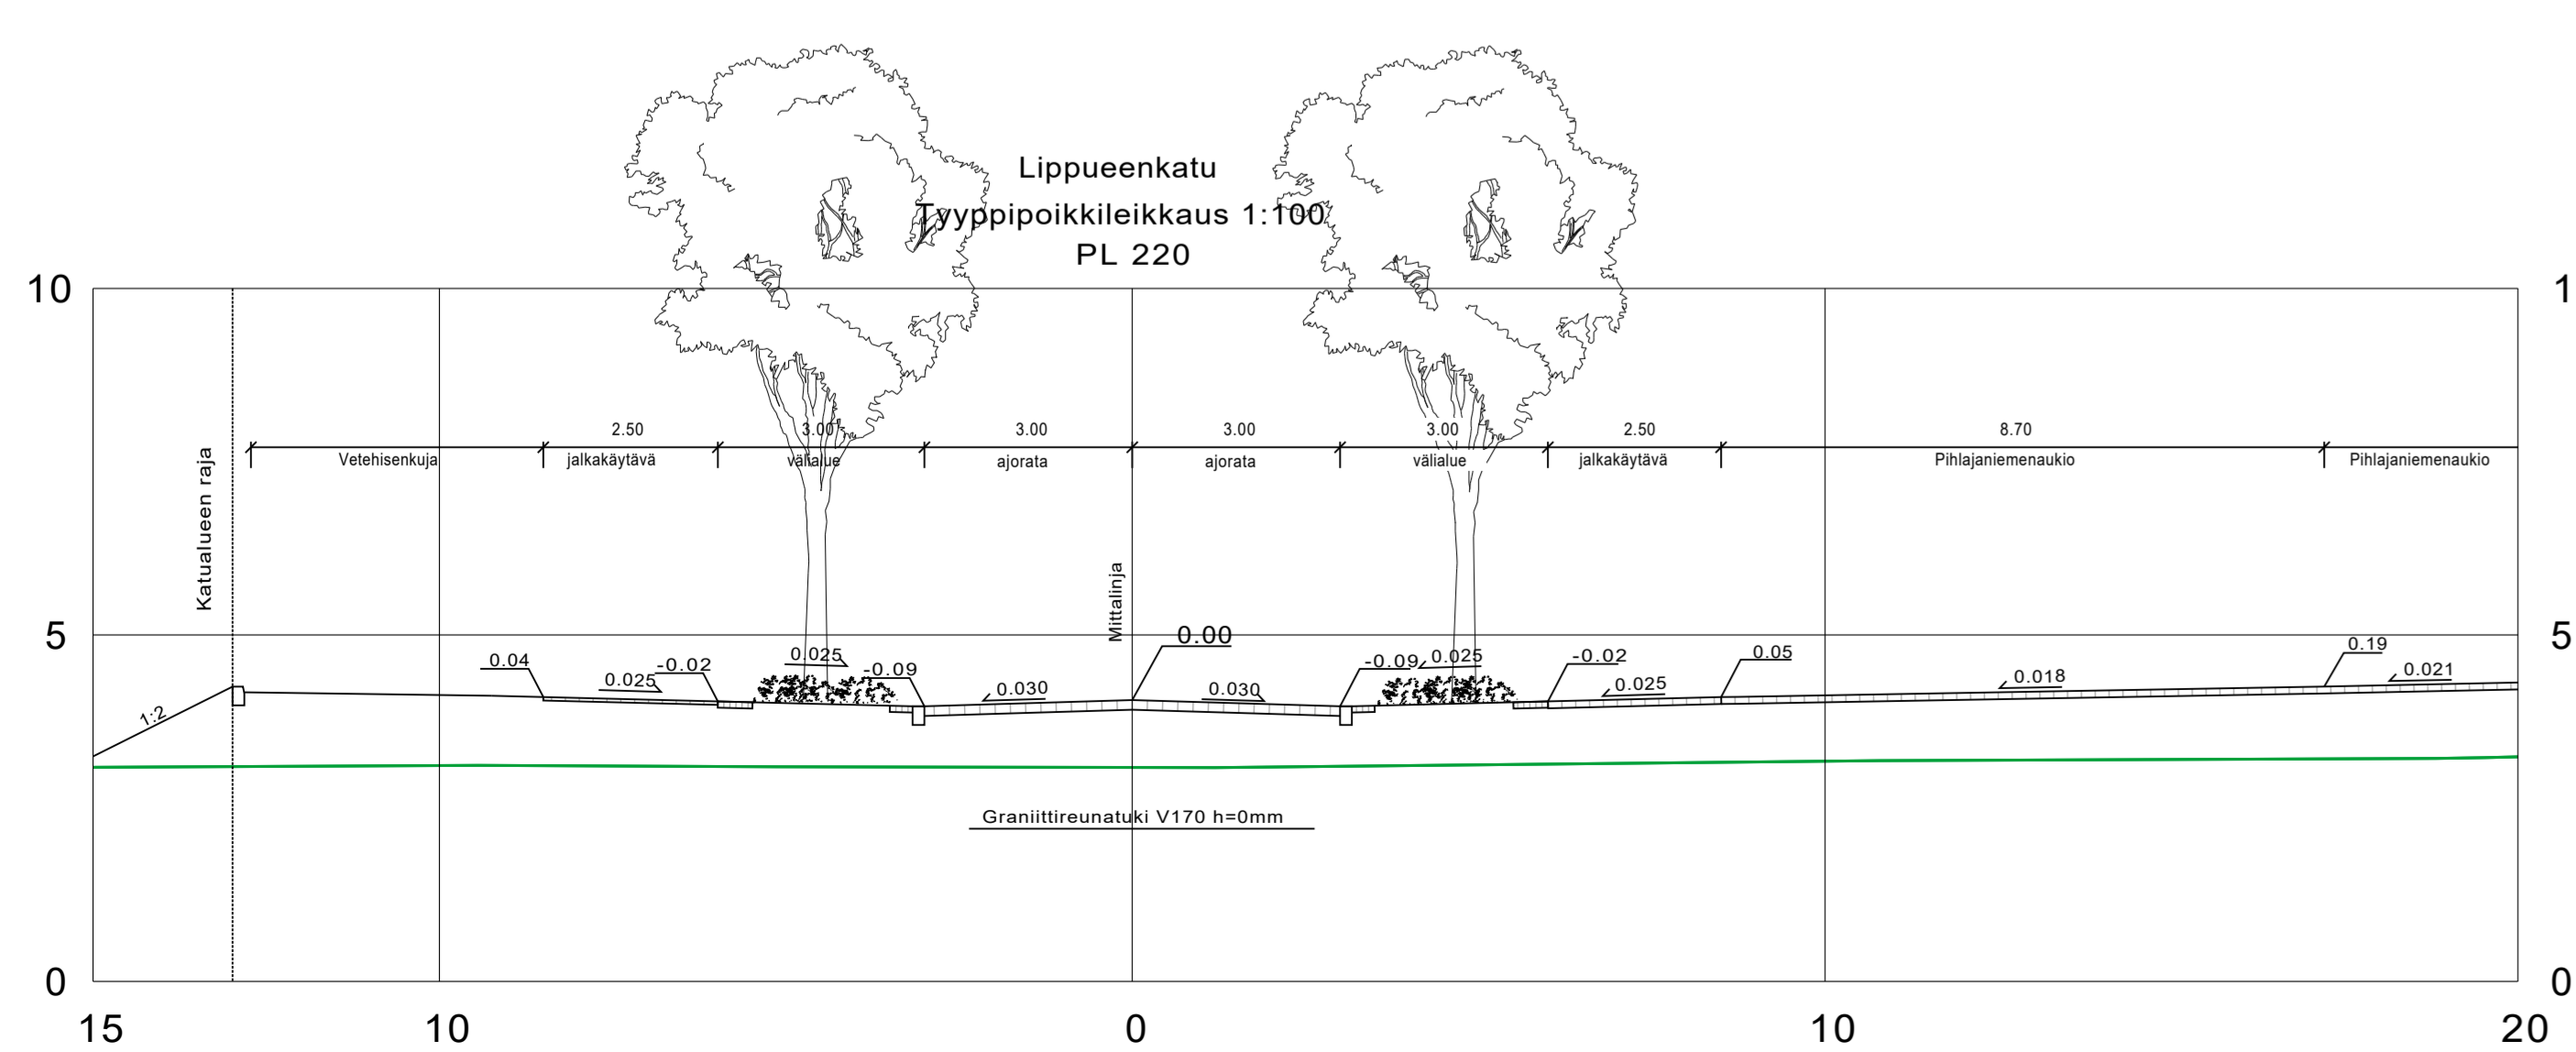 Lippueenkatu
Tyyppipoikkileikkaus 1:100
PL 220
10
1
2.50
3.00
3.00
3.00
3.00
2.50
8.70
Vetehisenkuja
jalkakäytävä
välialue
ajorata
ajorata
välialue
jalkakäytävä
Pihlajaniemenaukio
Pihlajaniemenaukio
Katualueen raja
Mittalinja
5
5
0.04
0.025
-0.02
0.025
-0.09
0.030
0.00
0.030
-0.09
0.025
-0.02
0.025
0.05
0.018
0.19
0.021
1:2
Graniittireunatuki V170 h=0mm
0
0
15
10
0
10
20